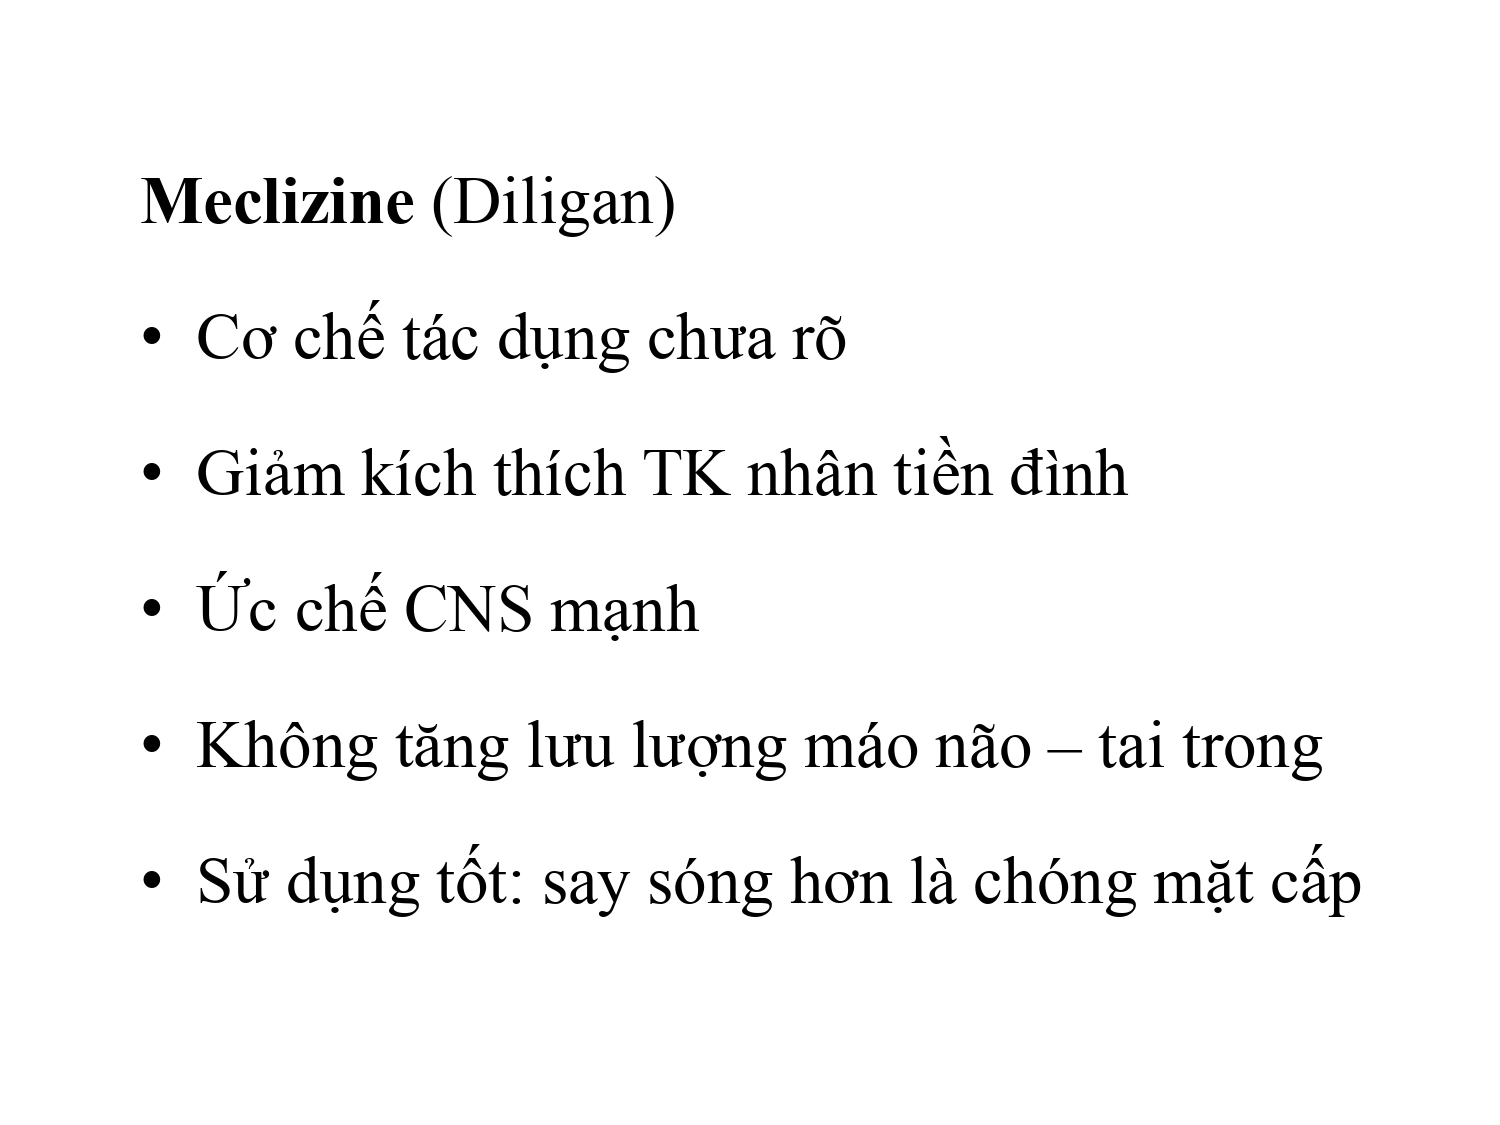 Meclizine (Diligan)
• Cơ chế tác dụng chưa rõ
• Giảm kích thích TK nhân tiền đình
• Ức chế CNS mạnh
• Không tăng lưu lượng máo não – tai trong
• Sử dụng tốt: say sóng hơn là chóng mặt cấp